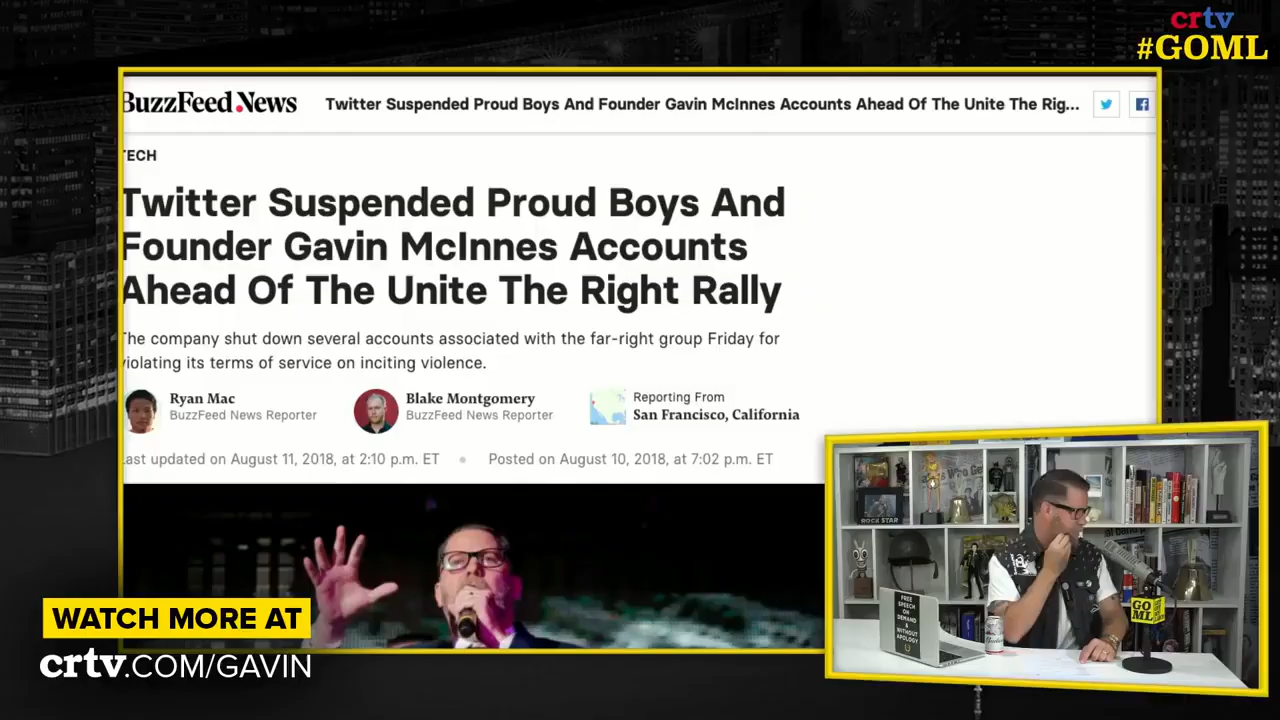 crtv
#GOML
BuzzFeed News
Twitter Suspended Proud Boys And Founder Gavin McInnes Accounts Ahead Of The Unite The Rig...
TECH
Twitter Suspended Proud Boys And
Founder Gavin McInnes Accounts
Ahead Of The Unite The Right Rally
The company shut down several accounts associated with the far-right group Friday for
violating its terms of service on inciting violence.
Ryan Mac
BuzzFeed News Reporter
Blake Montgomery
BuzzFeed News Reporter
Reporting From
San Francisco, California
Last updated on August 11, 2018, at 2:10 p.m. ET
Posted on August 10, 2018, at 7:02 p.m. ET
ROCK STAR
FREE
SPEECH
ON
DEMAND
&
WITHOUT
APOLOGY
GO
ML
WATCH MORE AT
crtv.COM/GAVIN